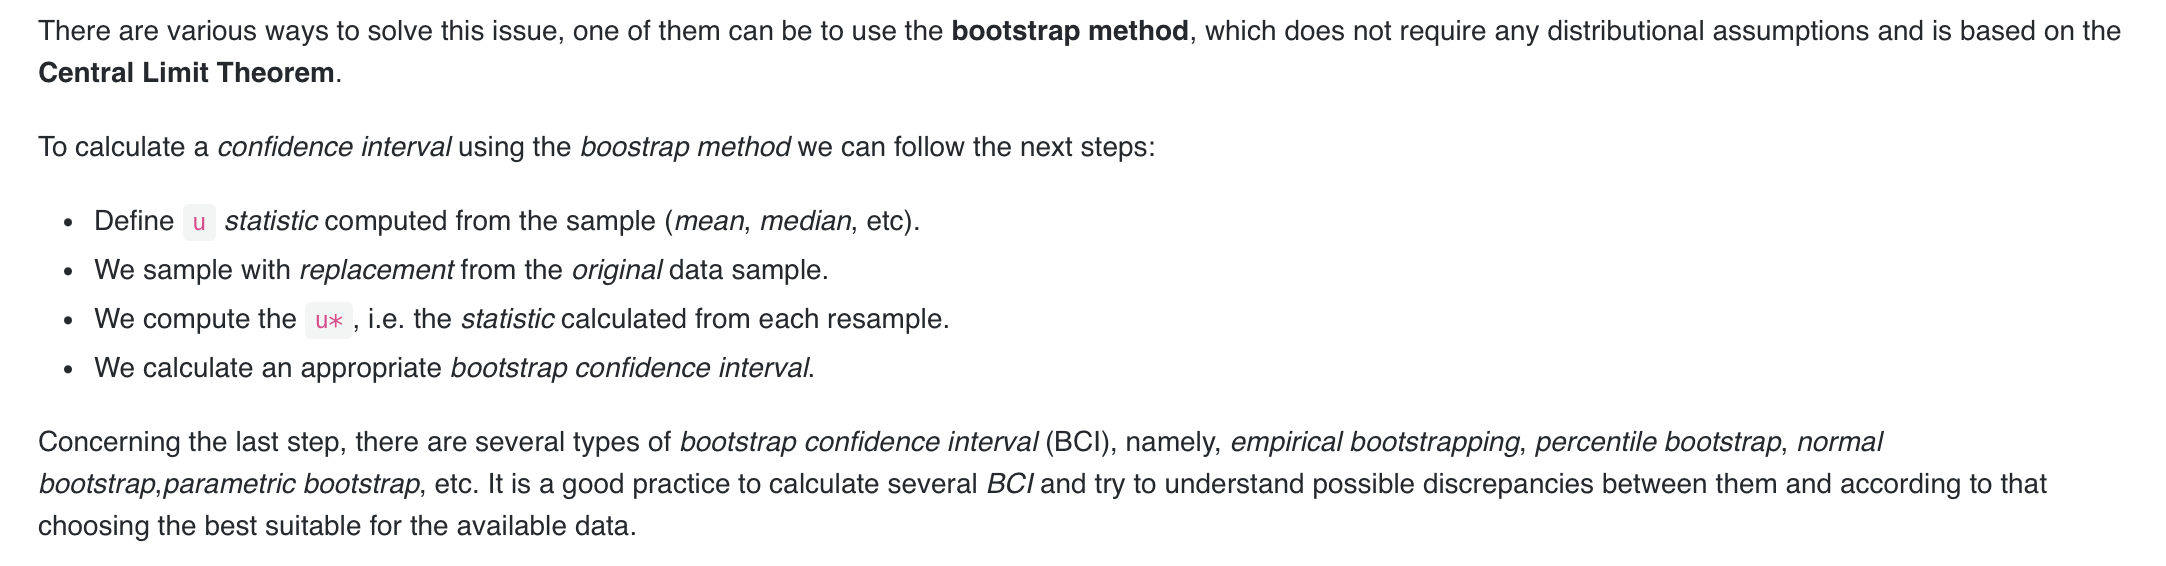 There are various ways to solve this issue, one of them can be to use the bootstrap method, which does not require any distributional assumptions and is based on the
Central Limit Theorem.
To calculate a confidence interval using the boostrap method we can follow the next steps:
• Define u statistic computed from the sample (mean, median, etc).
• We sample with replacement from the original data sample.
• We compute the u* , i.e. the statistic calculated from each resample.
• We calculate an appropriate bootstrap confidence interval.
Concerning the last step, there are several types of bootstrap confidence interval (BCI), namely, empirical bootstrapping, percentile bootstrap, normal
bootstrap,parametric bootstrap, etc. It is a good practice to calculate several BCI and try to understand possible discrepancies between them and according to that
choosing the best suitable for the available data.